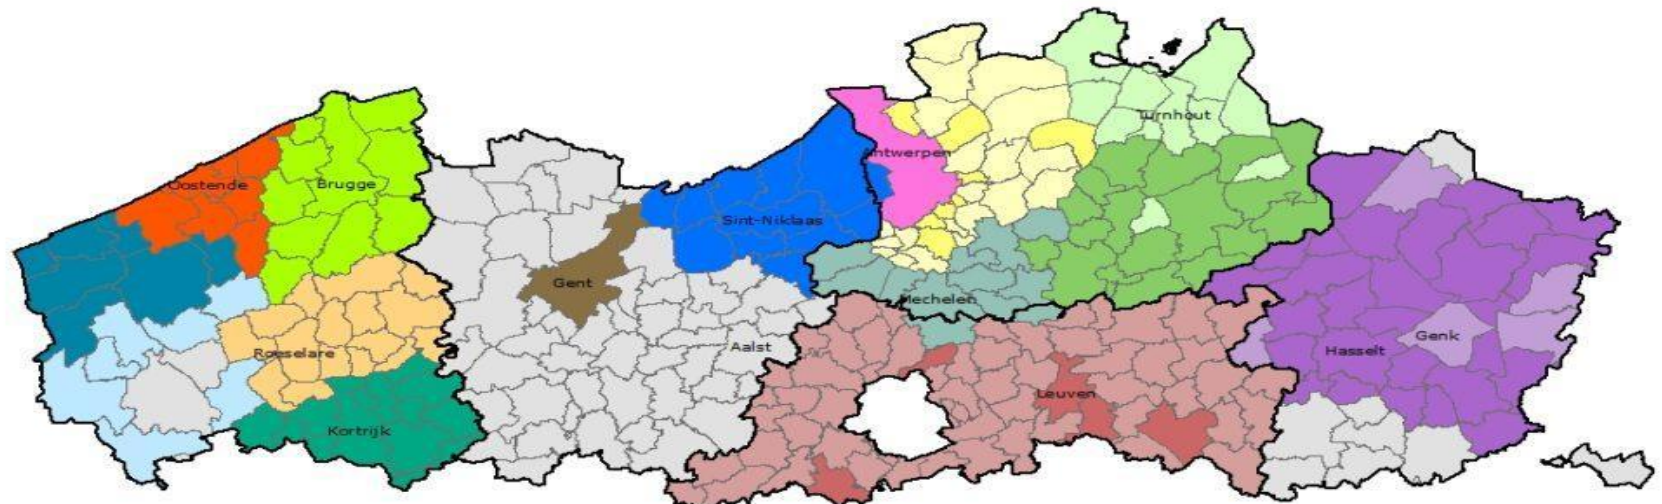 Turnhout
Antwerpen
Oostende
Brugge
Sint-Niklaas
Gent
Mechelen
Aalst
Roeselare
Hasselt
Genk
Leuven
Kortrijk